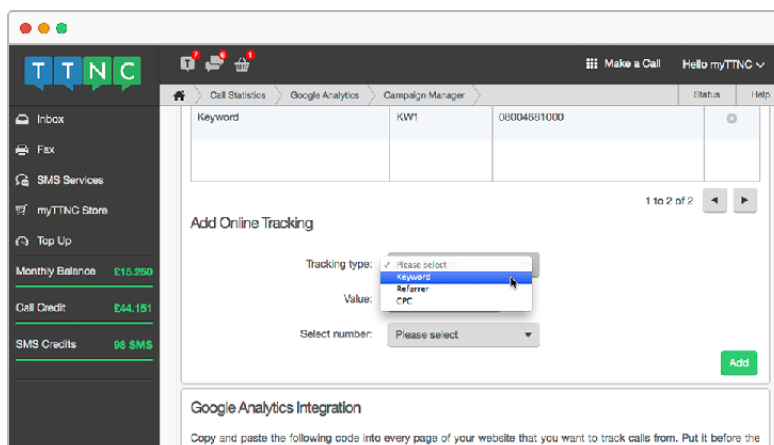 TTNC
7
6
1
Make a Call
Hello myTTNC
Call Statistics
Google Analytics
Campaign Manager
Status
Help
Inbox
Fax
SMS Services
myTTNC Store
Top Up
Monthly Balance £15.250
Call Credit £44.151
SMS Credits 98 SMS
Keyword KW1 08004681000
1 to 2 of 2
Add Online Tracking
Tracking type:
Please select
Keyword
Referrer
CPC
Value:
Select number: Please select
Add
Google Analytics Integration
Copy and paste the following code into every page of your website that you want to track calls from. Put it before the